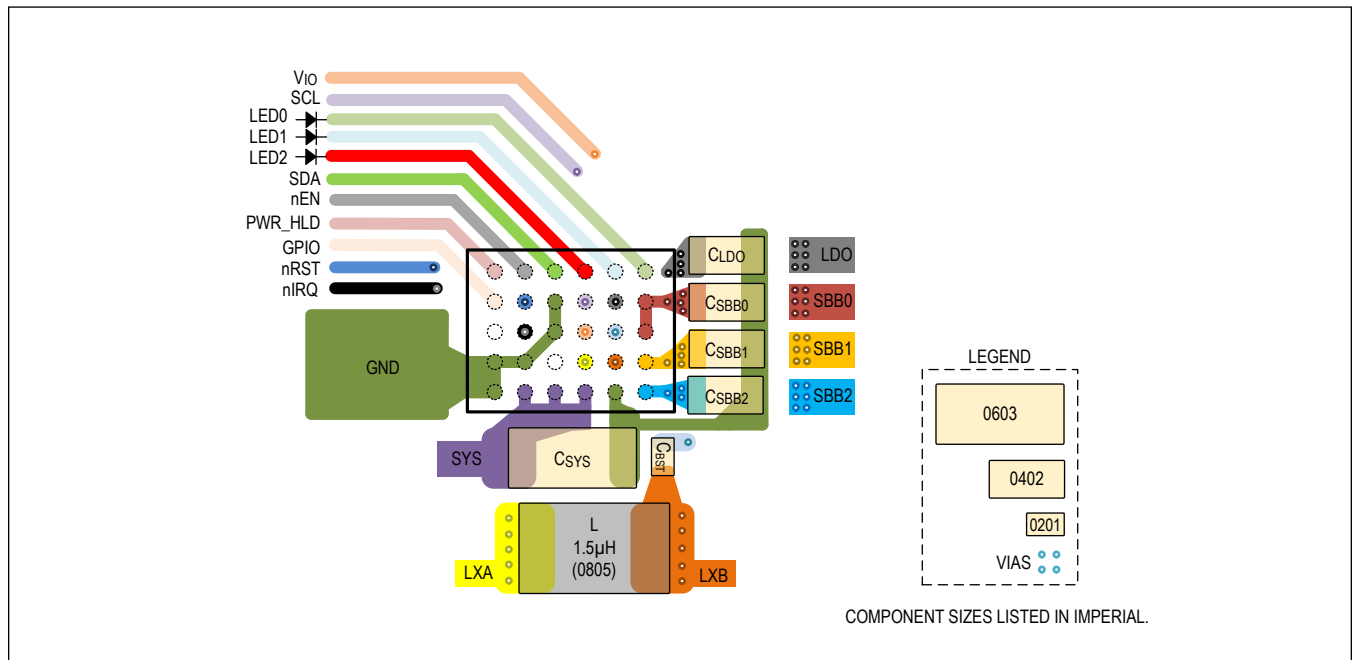 VIO
SCL
LED0
LED1
LED2
SDA
nEN
PWR_HLD
GPIO
nRST
nIRQ
GND
CLDO
LDO
CSBB0
SBB0
CSBB1
SBB1
CSBB2
SBB2
SYS
CSYS
CBST
L
1.5µH
(0805)
LXA
LXB
LEGEND
0603
0402
0201
VIAS
COMPONENT SIZES LISTED IN IMPERIAL.